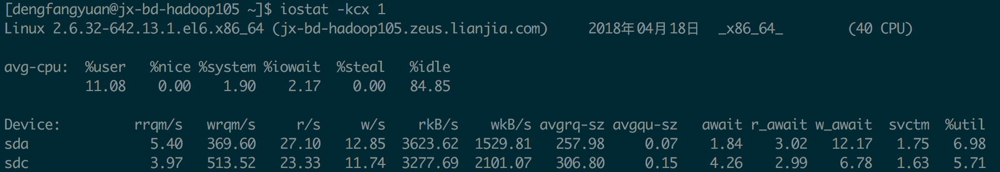 [dengfangyuan@jx-bd-hadoop105 ~]$ iostat -kcx 1
Linux 2.6.32-642.13.1.el6.x86_64 (jx-bd-hadoop105.zeus.lianjia.com) 2018年04月18日 _x86_64_ (40 CPU)
avg-cpu: %user %nice %system %iowait %steal %idle
11.08 0.00 1.90 2.17 0.00 84.85
Device: rrqm/s wrqm/s r/s w/s rkB/s wkB/s avgrq-sz avgqu-sz await r_await w_await svctm %util
sda 5.40 369.60 27.10 12.85 3623.62 1529.81 257.98 0.07 1.84 3.02 12.17 1.75 6.98
sdc 3.97 513.52 23.33 11.74 3277.69 2101.07 306.80 0.15 4.26 2.99 6.78 1.63 5.71